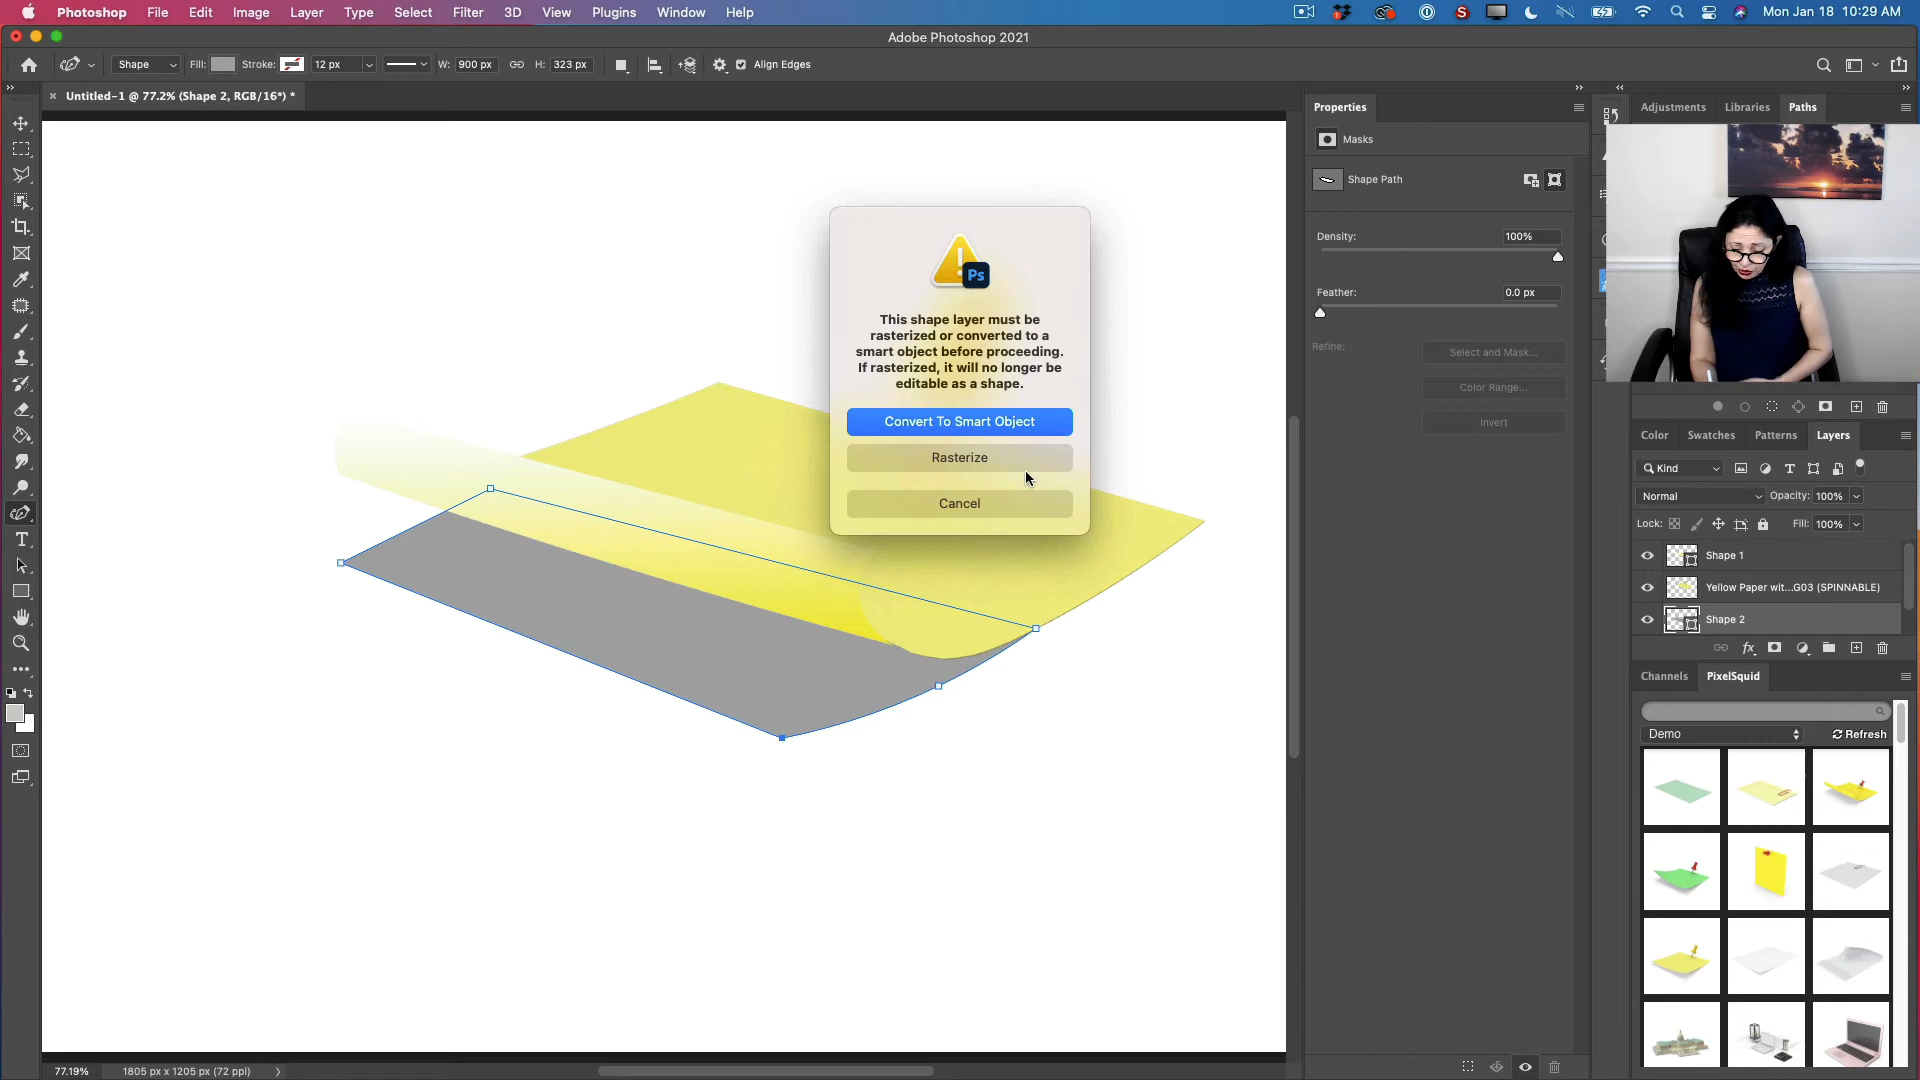 Photoshop File Edit Image Layer Type Select Filter 3D View Plugins Window Help
Mon Jan 18 10:29 AM
Adobe Photoshop 2021
Shape Fill: Stroke: 12 px W: 900 px H: 323 px Align Edges
Untitled-1 @ 77.2% (Shape 2, RGB/16*) *
Properties
Masks
Shape Path
Density: 100%
Feather: 0.0 px
Refine:
Select and Mask...
Color Range...
Invert
Ps
This shape layer must be
rasterized or converted to a
smart object before proceeding.
If rasterized, it will no longer be
editable as a shape.
Convert To Smart Object
Rasterize
Cancel
Adjustments Libraries Paths
Color Swatches Patterns Layers
Kind
Normal Opacity: 100%
Lock: Fill: 100%
Shape 1
Yellow Paper wit...G03 (SPINNABLE)
Shape 2
fx
Channels PixelSquid
Demo Refresh
77.19% 1805 px x 1205 px (72 ppi)